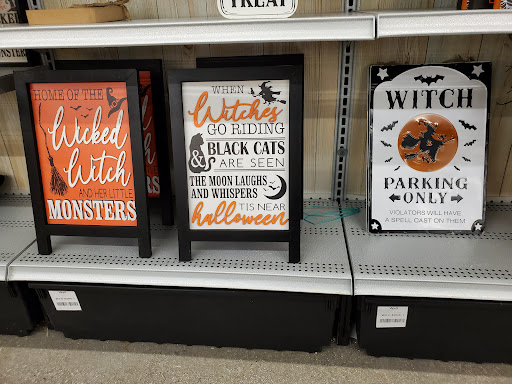 TREAT
HOME OF THE
Wicked
Witch
AND HER LITTLE
MONSTERS
WHEN
Witches
GO RIDING
& BLACK CATS
ARE SEEN
THE MOON LAUGHS
AND WHISPERS
TIS NEAR
halloween
WITCH
PARKING
ONLY
VIOLATORS WILL HAVE
A SPELL CAST ON THEM